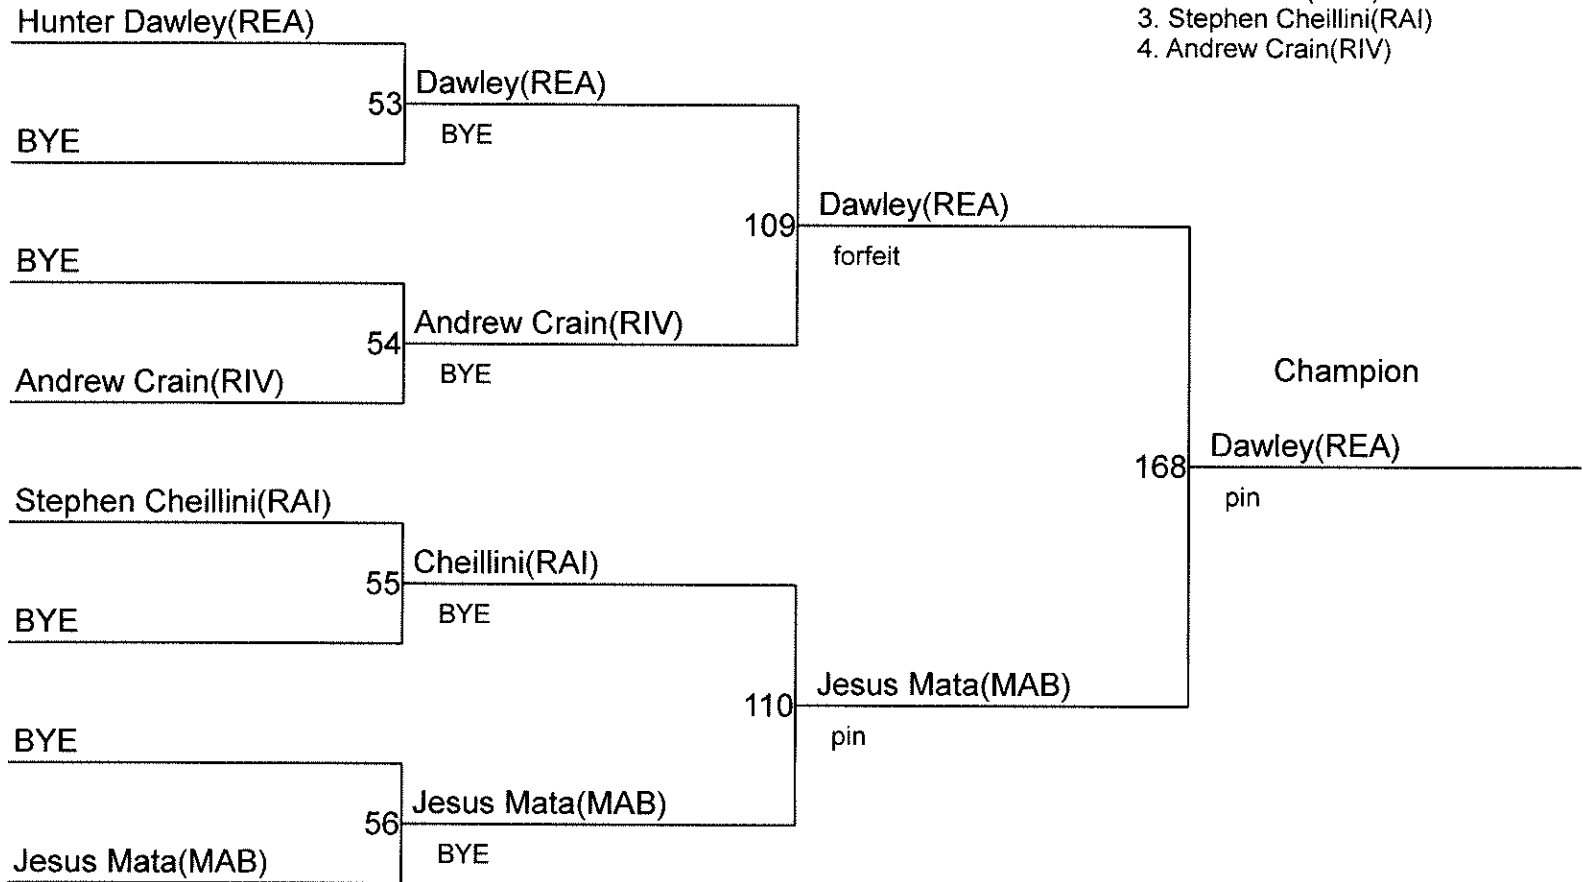 Hunter Dawley(REA)
3. Stephen Cheillini(RAI)
4. Andrew Crain(RIV)
53
Dawley(REA)
BYE
BYE
109
Dawley(REA)
forfeit
BYE
54
Andrew Crain(RIV)
BYE
Andrew Crain(RIV)
Champion
168
Dawley(REA)
pin
Stephen Cheillini(RAI)
55
Cheillini(RAI)
BYE
BYE
110
Jesus Mata(MAB)
pin
BYE
56
Jesus Mata(MAB)
BYE
Jesus Mata(MAB)